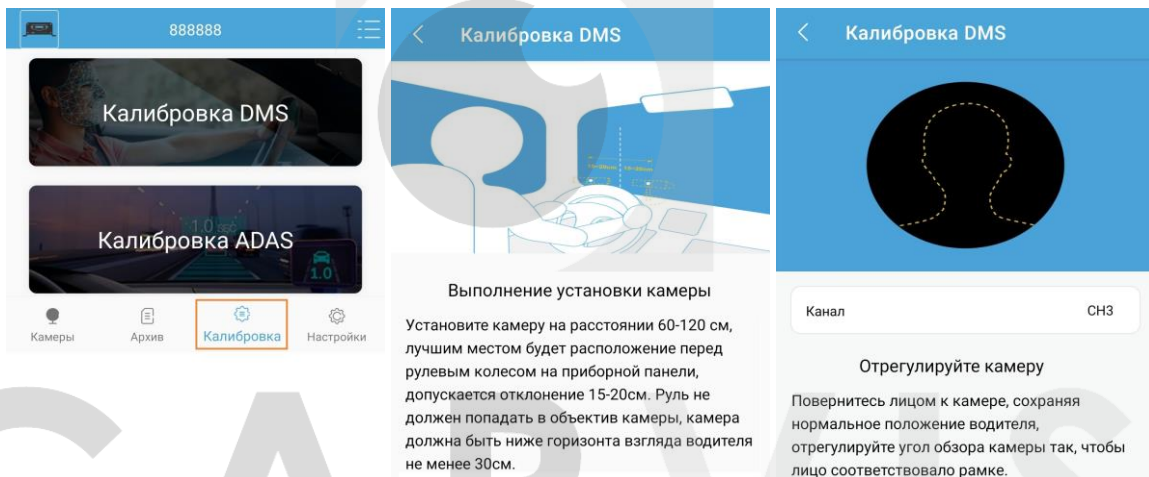 888888
Калибровка DMS
1.0 sec
Калибровка ADAS
1.0
Камеры
Архив
Калибровка
Настройки
Калибровка DMS
Выполнение установки камеры
Установите камеру на расстоянии 60-120 см,
лучшим местом будет расположение перед
рулевым колесом на приборной панели,
допускается отклонение 15-20см. Руль не
должен попадать в объектив камеры, камера
должна быть ниже горизонта взгляда водителя
не менее 30см.
Калибровка DMS
Канал
CH3
Отрегулируйте камеру
Повернитесь лицом к камере, сохраняя
нормальное положение водителя,
отрегулируйте угол обзора камеры так, чтобы
лицо соответствовало рамке.
CARVIS